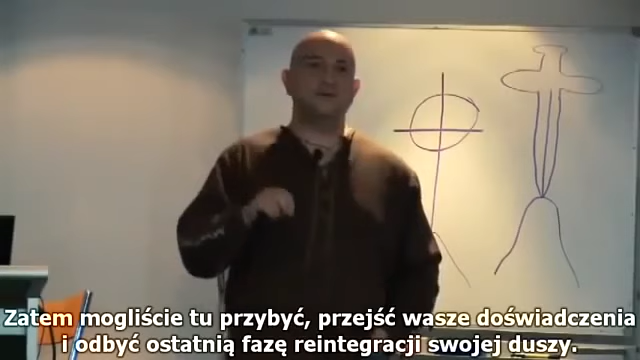 Zatem mogliście tu przybyć, przejść wasze doświadczenia
i odbyć ostatnią fazę reintegracji swojej duszy.